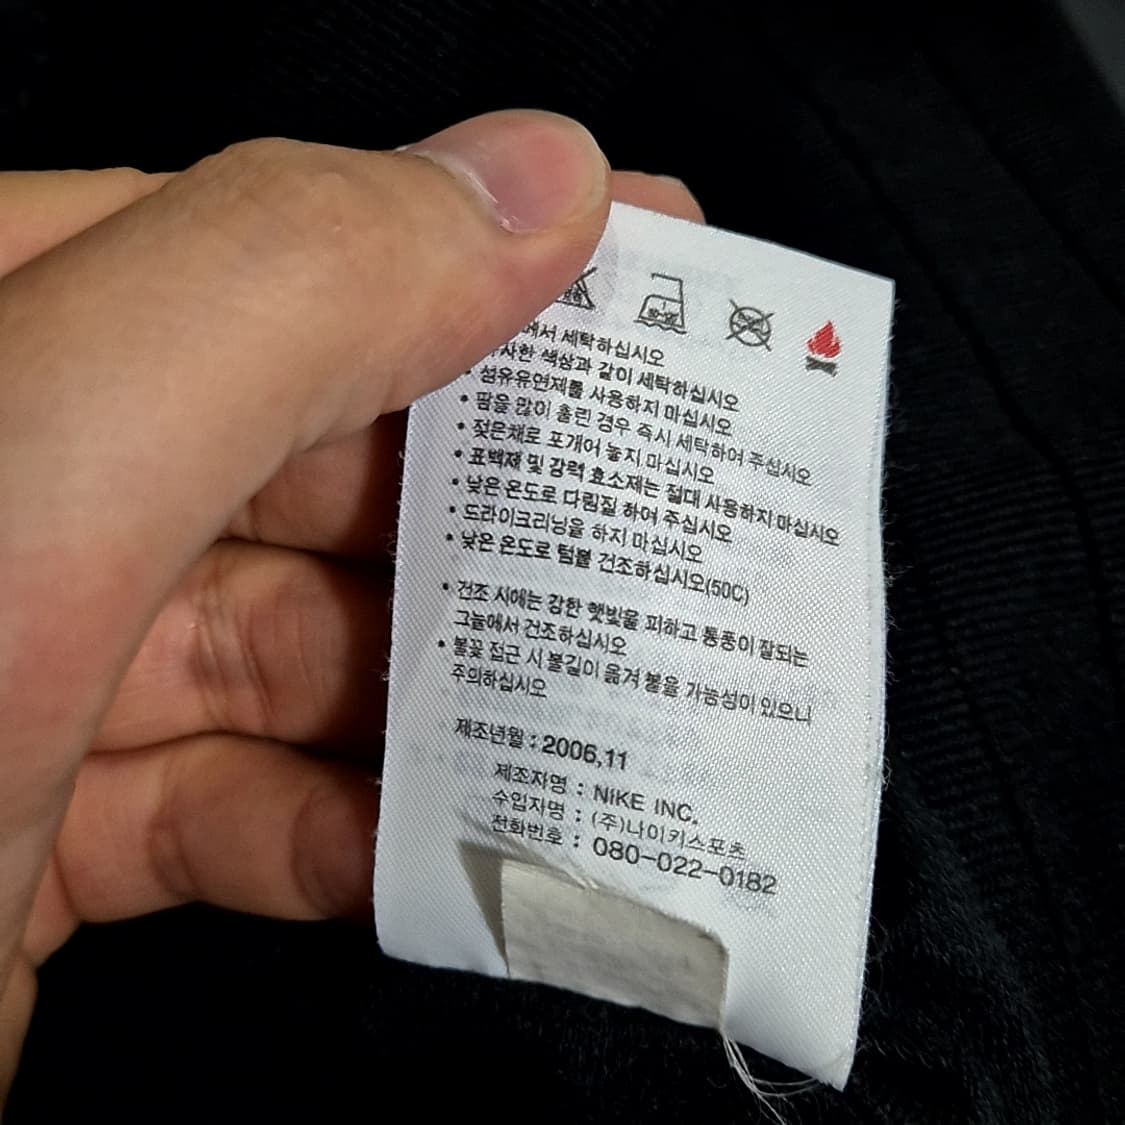 에서 세탁하십시오
사한 색상과 같이 세탁하십시오
• 섬유유연제를 사용하지 마십시오
• 땀을 많이 흘린 경우 즉시 세탁하여 주십시오
• 젖은채로 포개어 놓지 마십시오
• 표백제 및 강력 효소제는 절대 사용하지 마십시오
• 낮은 온도로 다림질 하여 주십시오
• 드라이크리닝을 하지 마십시오
• 낮은 온도로 텀블 건조하십시오(50C)
• 건조 시에는 강한 햇빛을 피하고 통풍이 잘되는
그늘에서 건조하십시오
• 불꽃 접근 시 불길이 옮겨 붙을 가능성이 있으니
주의하십시오
제조년월 : 2006,11
제조자명 : NIKE INC.
수입자명 : (주)나이키스포츠
전화번호 : 080-022-0182